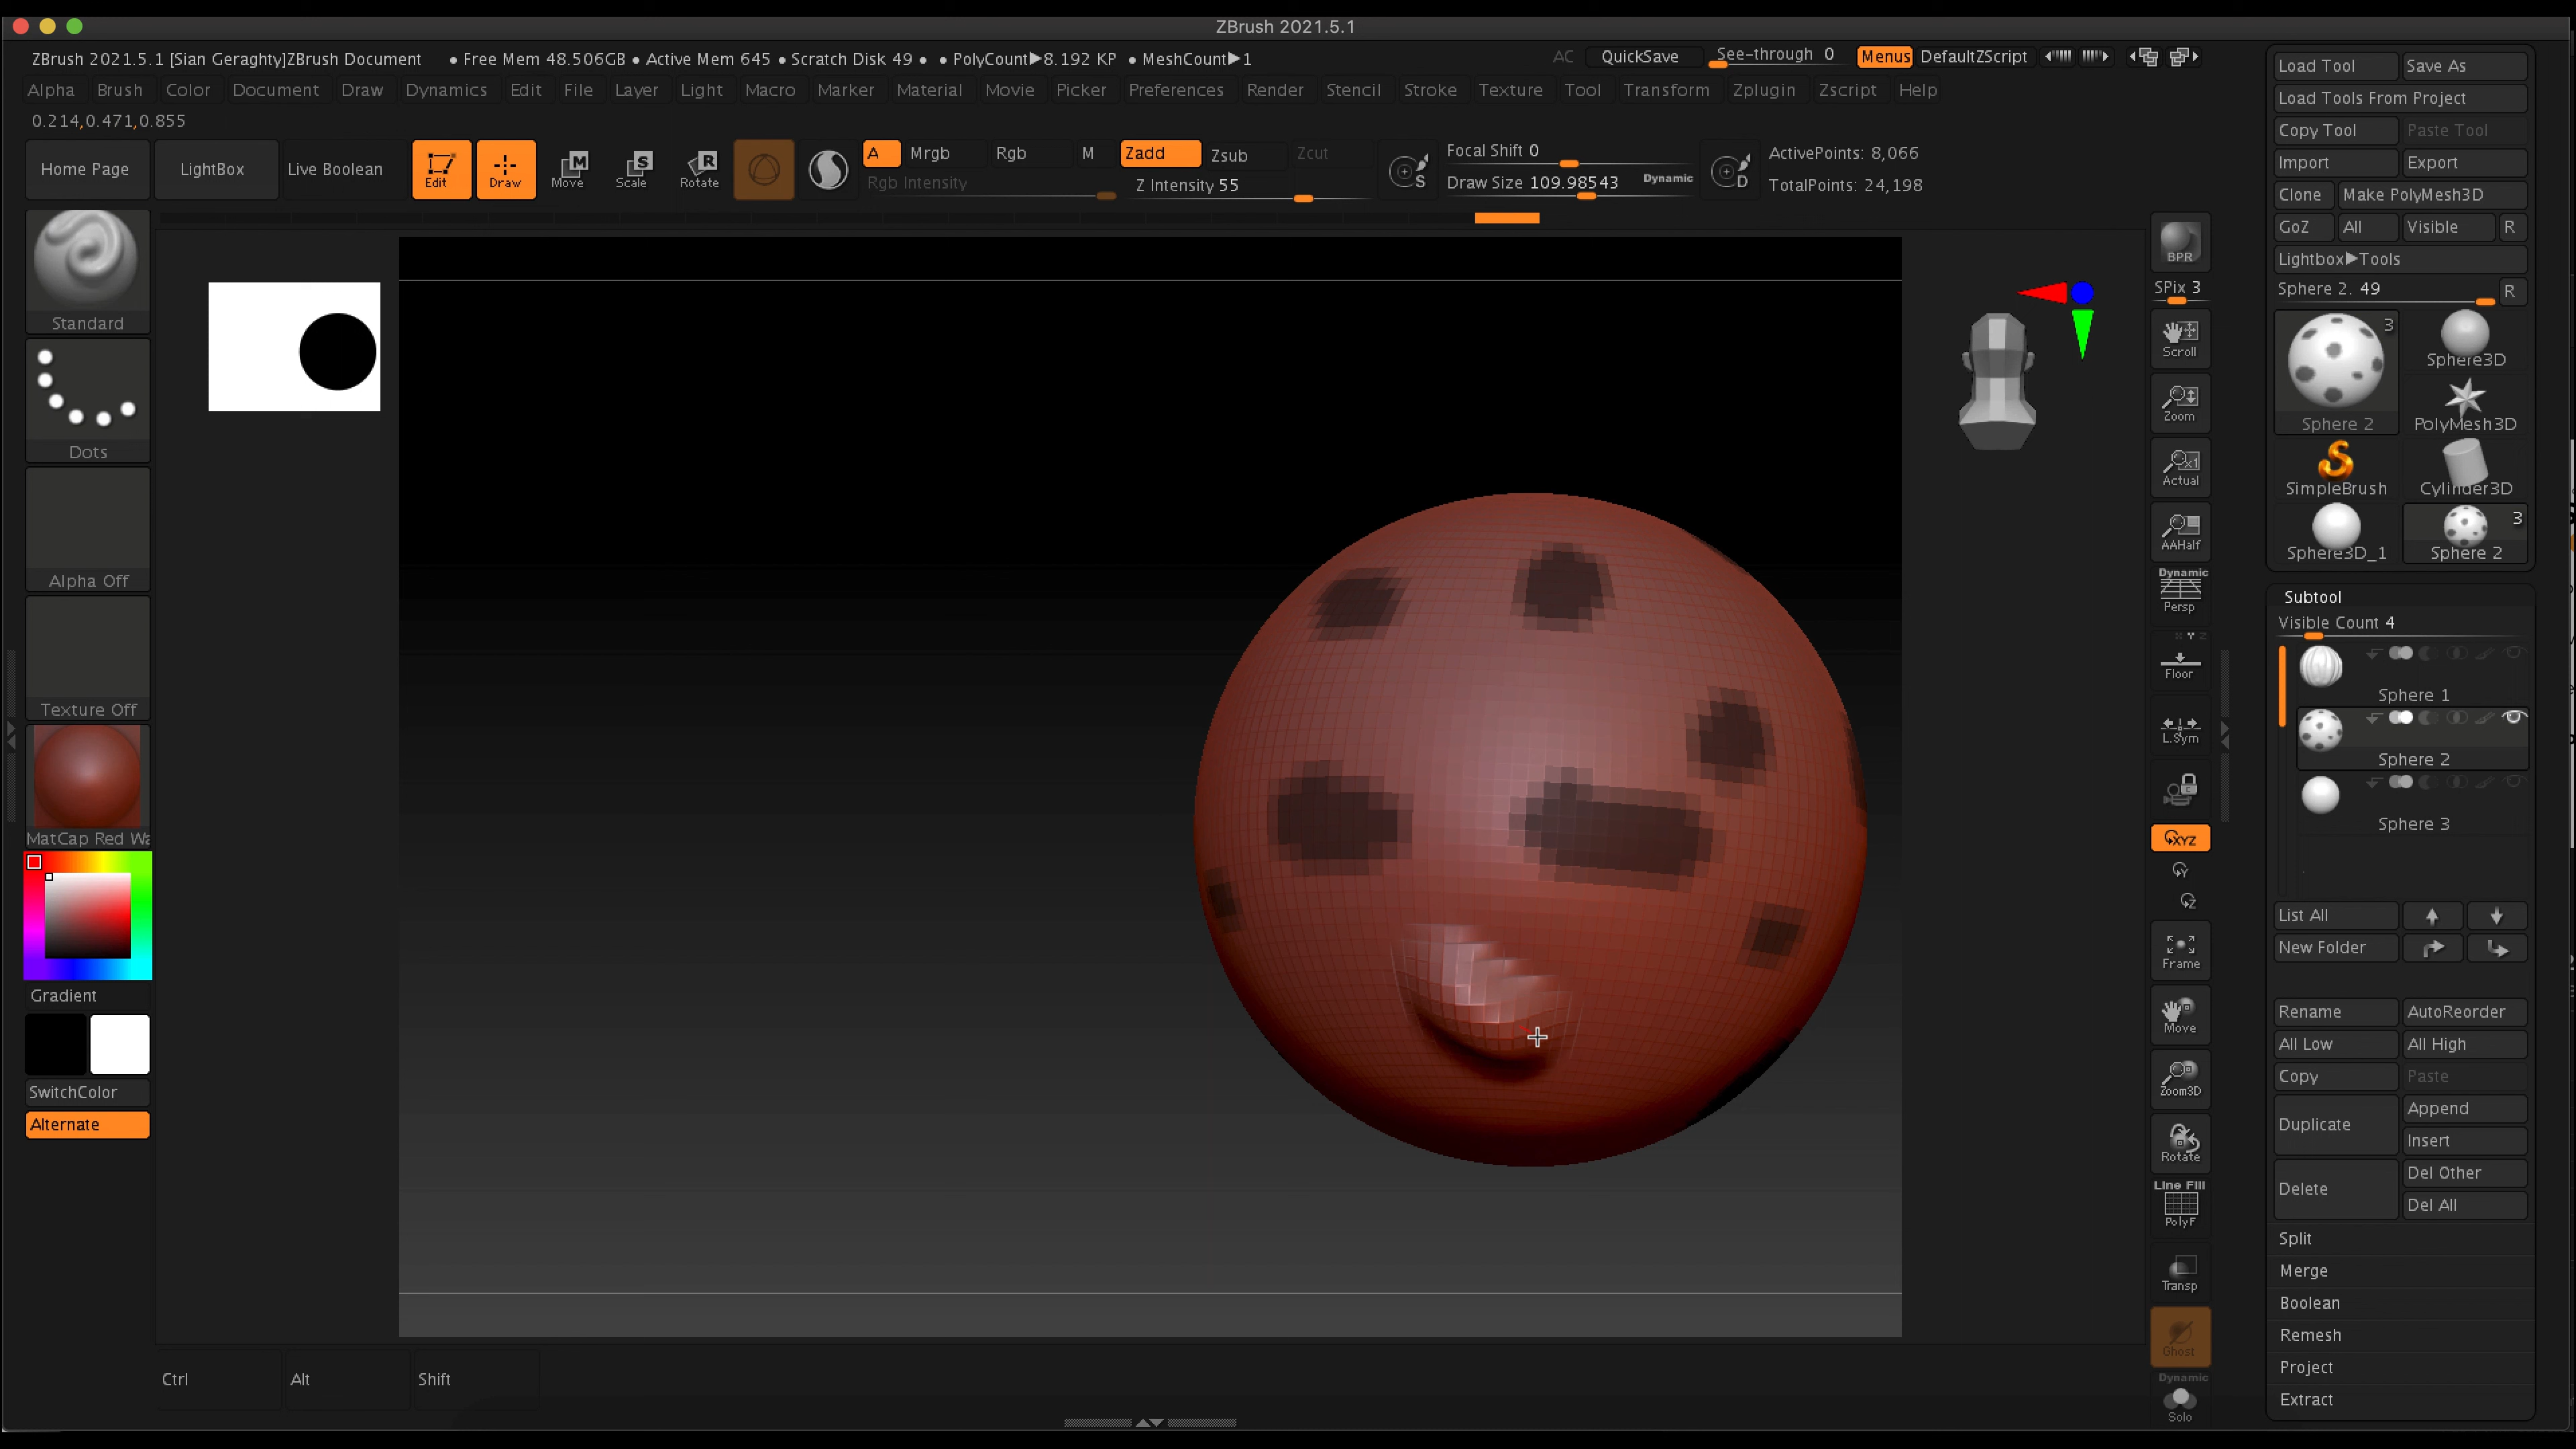 ZBrush 2021.5.1
ZBrush 2021.5.1 [Sian Geraghty]ZBrush Document • Free Mem 48.506GB • Active Mem 645 • Scratch Disk 49 • • PolyCount▶8.192 KP • MeshCount▶1
AC QuickSave See-through 0 Menus DefaultZScript
Alpha Brush Color Document Draw Dynamics Edit File Layer Light Macro Marker Material Movie Picker Preferences Render Stencil Stroke Texture Tool Transform Zplugin Zscript Help
0.214,0.471,0.855
Home Page LightBox Live Boolean Edit Draw Move Scale Rotate
M S R
A Mrgb Rgb M Zadd Zsub Zcut
Rgb Intensity Z Intensity 55
S Focal Shift 0
Draw Size 109.98543 Dynamic
D ActivePoints: 8,066
TotalPoints: 24,198
Standard
Dots
Alpha Off
Texture Off
MatCap Red Wa
Gradient
SwitchColor
Alternate
Ctrl Alt Shift
BPR
SPix 3
Scroll
Zoom
x1
Actual
AAHalf
Dynamic
Persp
X Y Z
Floor
L.Sym
XYZ
Y
Z
Frame
Move
Zoom3D
Rotate
Line Fill
PolyF
Transp
Ghost
Dynamic
Solo
Load Tool Save As
Load Tools From Project
Copy Tool Paste Tool
Import Export
Clone Make PolyMesh3D
GoZ All Visible R
Lightbox▶Tools
Sphere 2. 49 R
3
Sphere 2
Sphere3D
PolyMesh3D
SimpleBrush Cylinder3D
3
Sphere3D_1 Sphere 2
Subtool
Visible Count 4
Sphere 1
Sphere 2
Sphere 3
List All
New Folder
Rename AutoReorder
All Low All High
Copy Paste
Duplicate Append
Insert
Delete Del Other
Del All
Split
Merge
Boolean
Remesh
Project
Extract